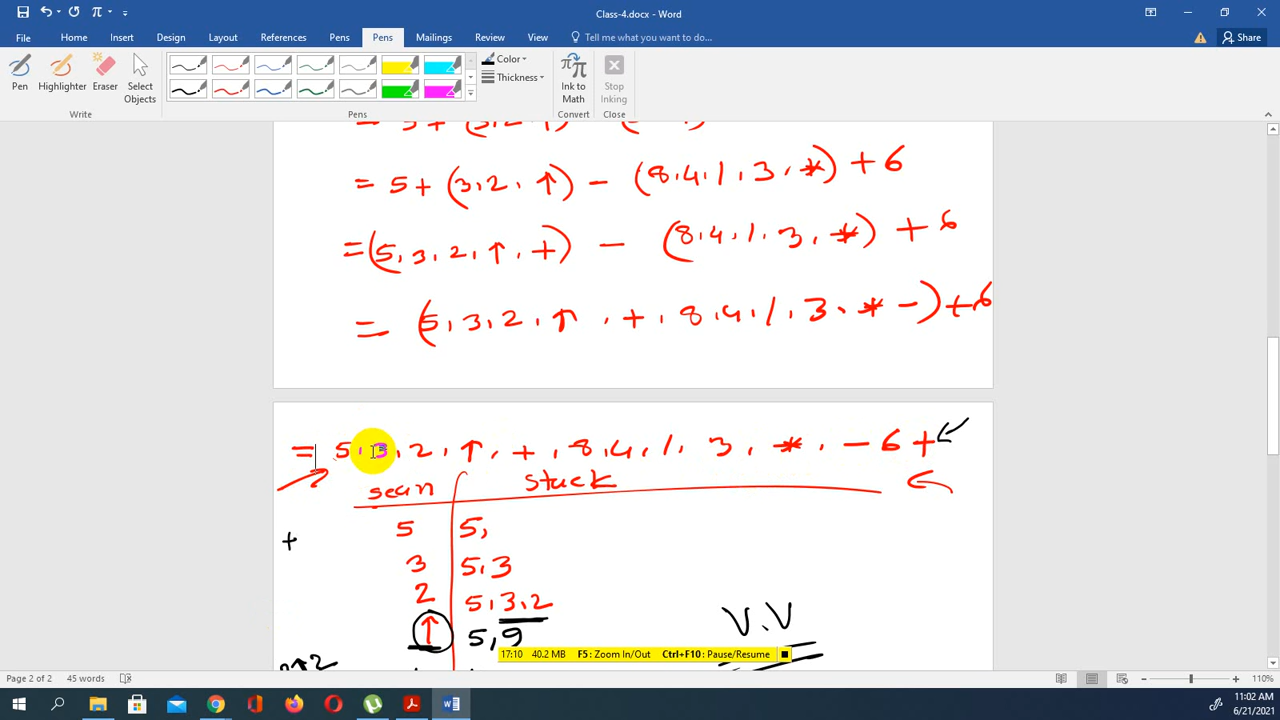 Class-4.docx - Word
File Home Insert Design Layout References Pens Pens Mailings Tell me what you want to do... Share
Pen Highlighter Eraser Select Objects
Color
Thickness
Ink to Math
Stop Inking
Write Pens Convert Close
= 5 + (3, 2, ↑) - (8, 4, /, 3, *) + 6
= (5, 3, 2, ↑, +) - (8, 4, /, 3, *) + 6
= (5, 3, 2, ↑, +, 8, 4, /, 3, * -) + 6
= 5, 3, 2, ↑, +, 8, 4, /, 3, *, - 6 +
scan stack
5 5,
+
3 5, 3
2 5, 3, 2
↑ 5, 9
V.V
17:10 40.2 MB F5: Zoom In/Out Ctrl+F10: Pause/Resume
Page 2 of 2 45 words 110%
11:02 AM
6/21/2021